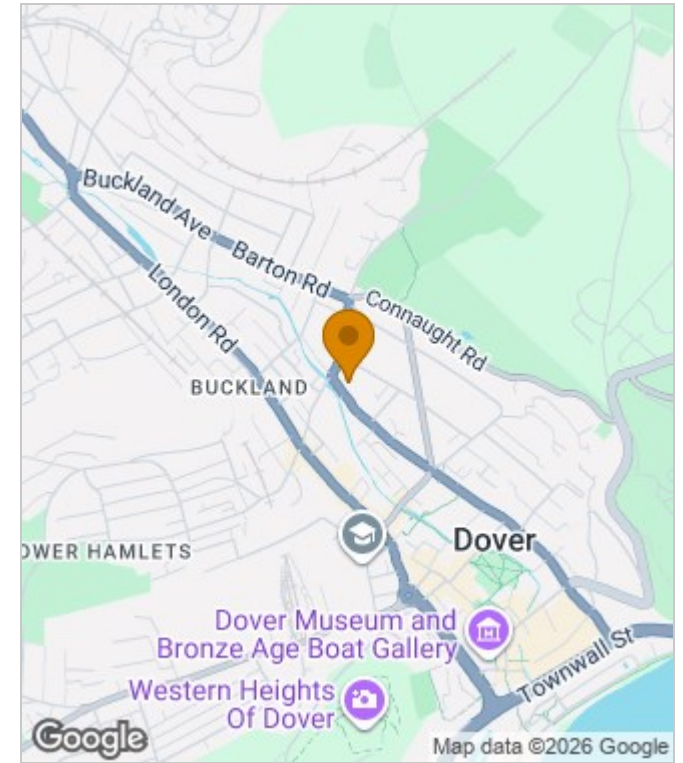 Buckland Ave
Barton Rd
Connaught Rd
London Rd
BUCKLAND
OWER HAMLETS
Dover
Dover Museum and
Bronze Age Boat Gallery
Townwall St
Western Heights
Of Dover
Google
Map data ©2026 Google